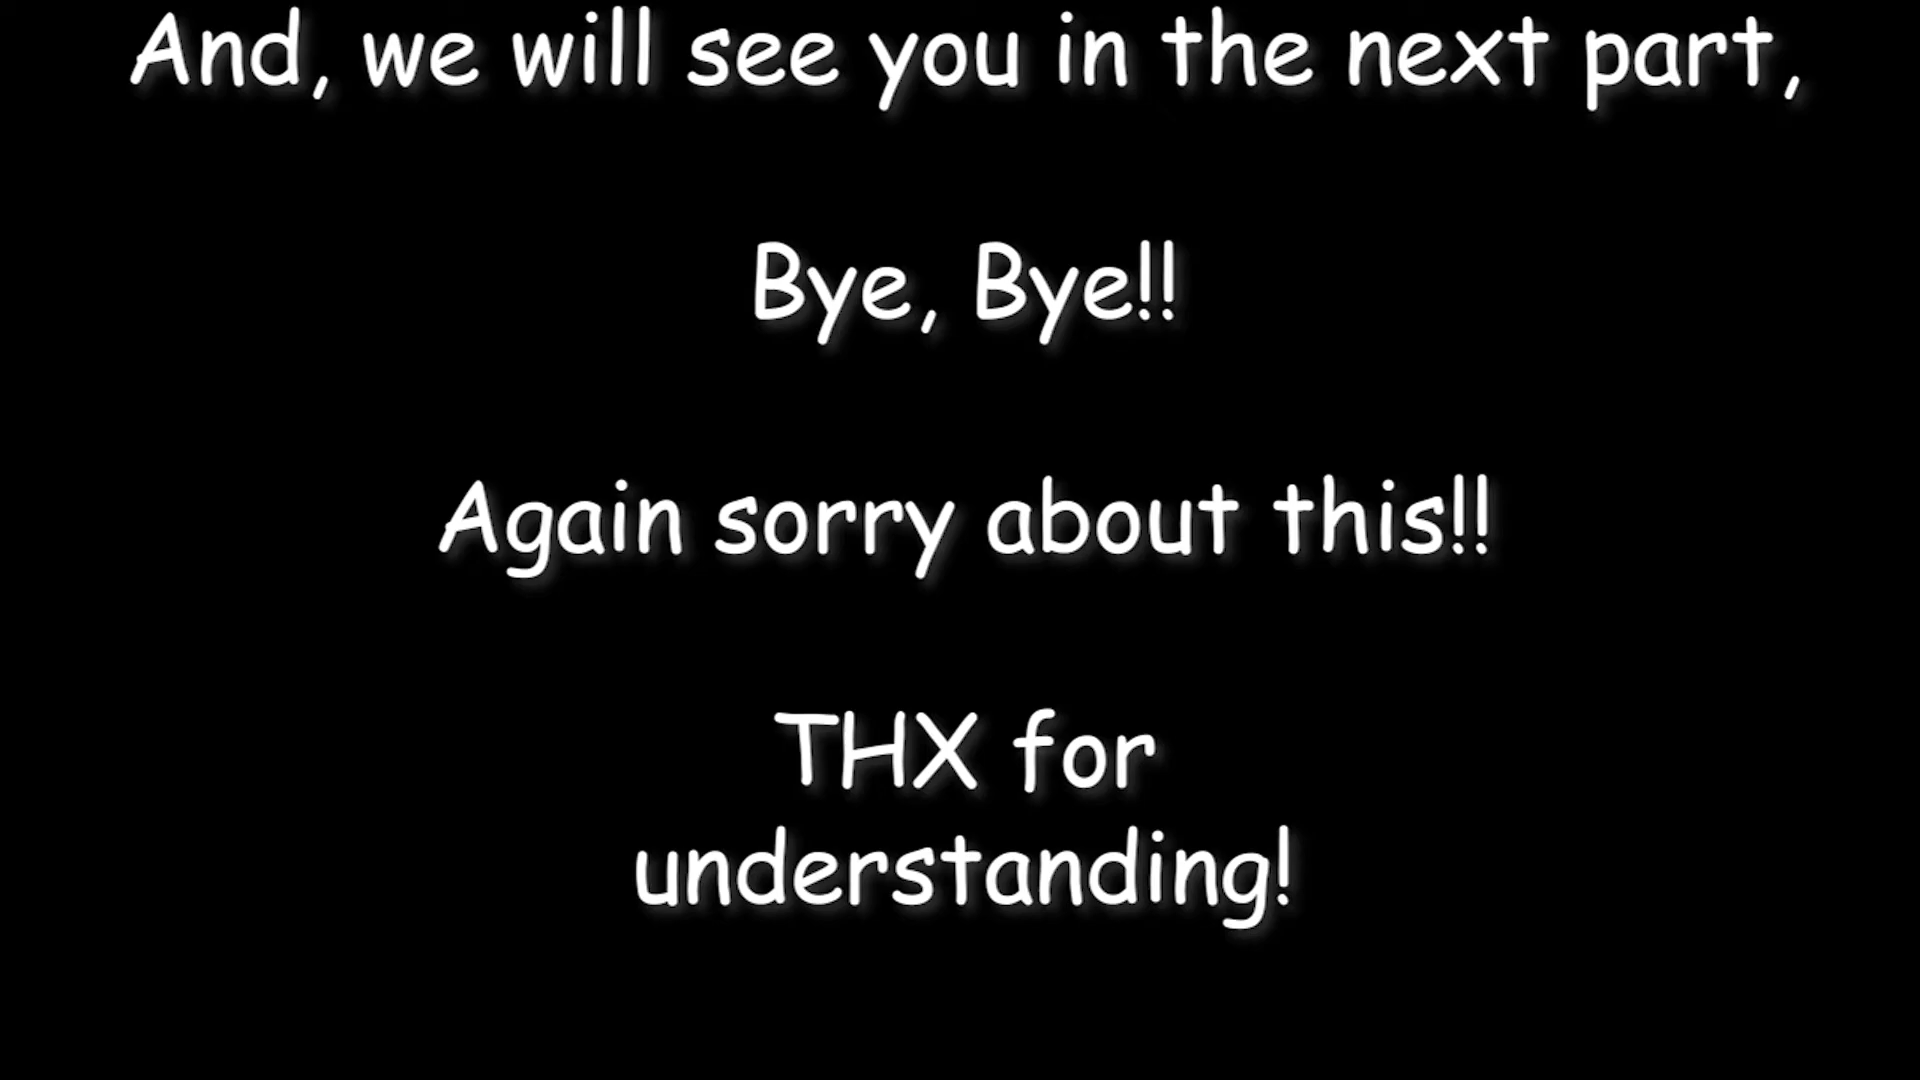 And, we will see you in the next part,
Bye, Bye!!
Again sorry about this!!
THX for
understanding!